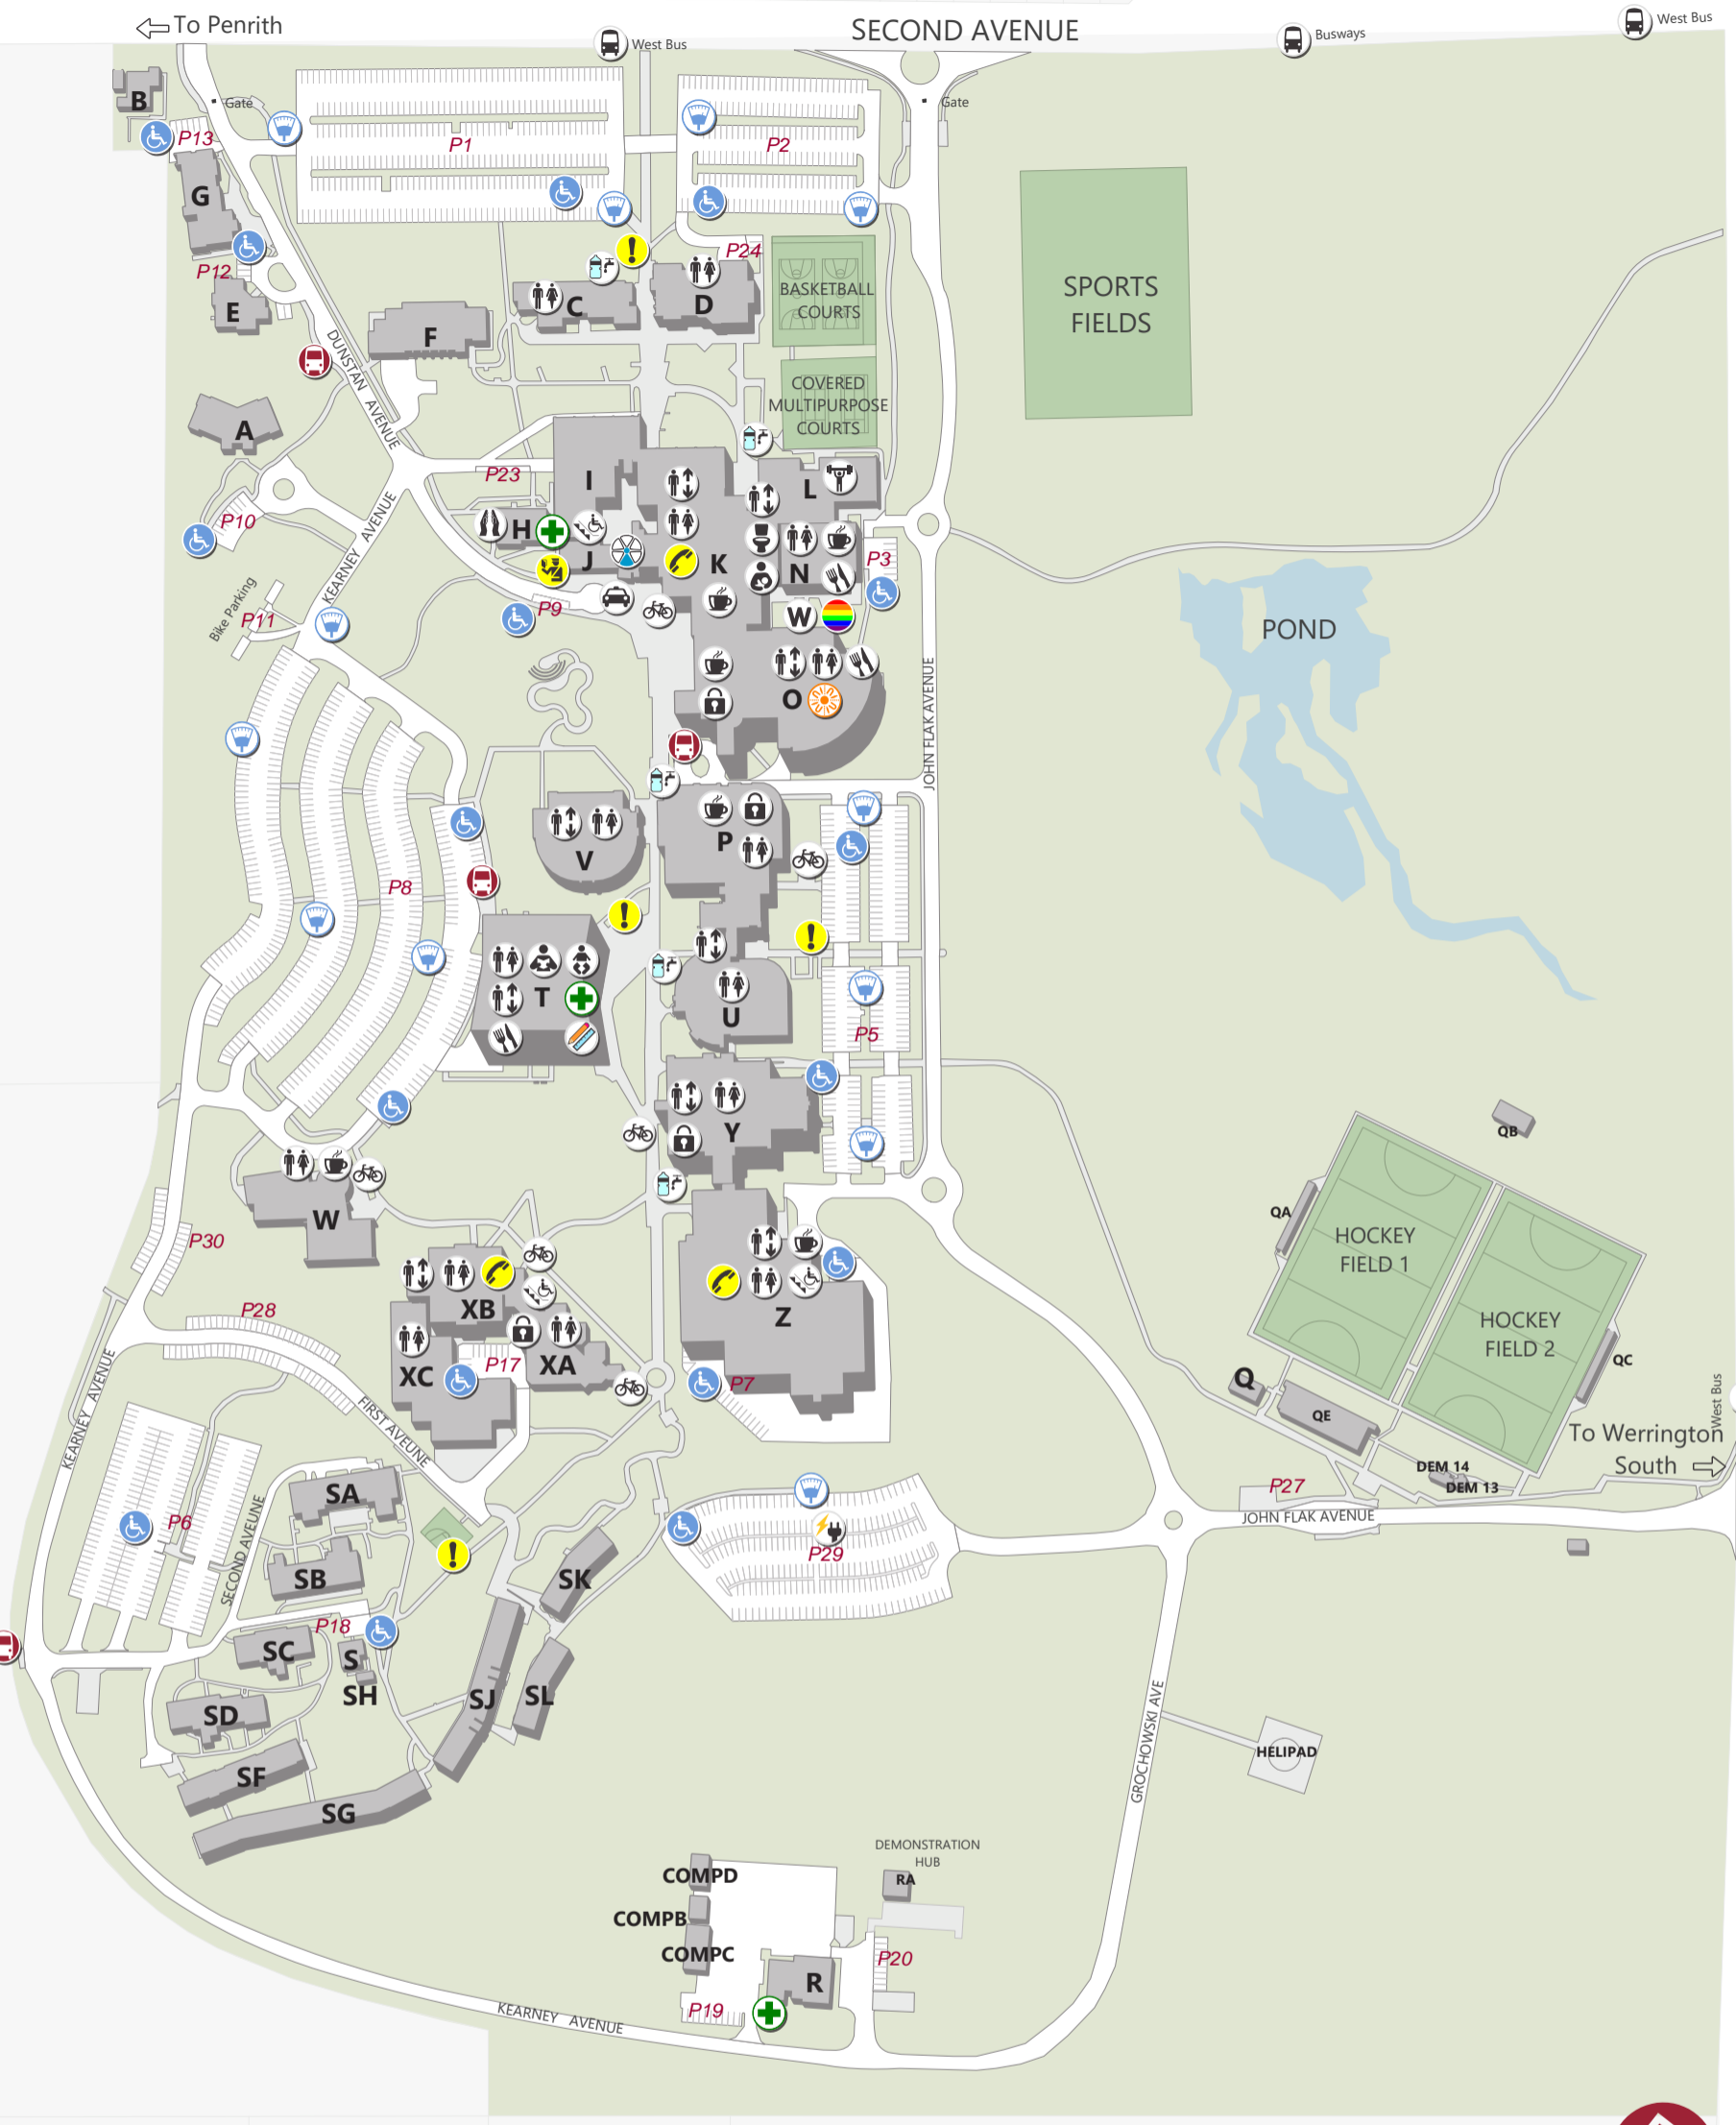 To Penrith
SECOND AVENUE
West Bus
Busways
West Bus
B
Gate
Gate
P13
P1
P2
G
P12
P24
E
C
D
F
BASKETBALL
COURTS
SPORTS
FIELDS
DUNSTAN AVENUE
COVERED
MULTIPURPOSE
COURTS
A
P23
I
L
P10
H
J
K
N
P3
KEARNEY AVENUE
Bike Parking
P11
P9
W
POND
O
JOHN FLAK AVENUE
P
V
P8
T
U
P5
Y
QB
W
QA
HOCKEY
FIELD 1
P30
Z
HOCKEY
FIELD 2
P28
XB
P17
XA
XC
P7
QC
Q
QE
KEARNEY AVENUE
FIRST AVEUNE
West Bus
To Werrington
South
DEM 14
DEM 13
P27
JOHN FLAK AVENUE
SA
P6
SECOND AVEUNE
SB
SK
P29
P18
SC
S
SH
SJ
SL
SD
SF
SG
GROCHOWSKI AVE
HELIPAD
DEMONSTRATION
HUB
COMPD
RA
COMPB
COMPC
P20
R
P19
KEARNEY AVENUE